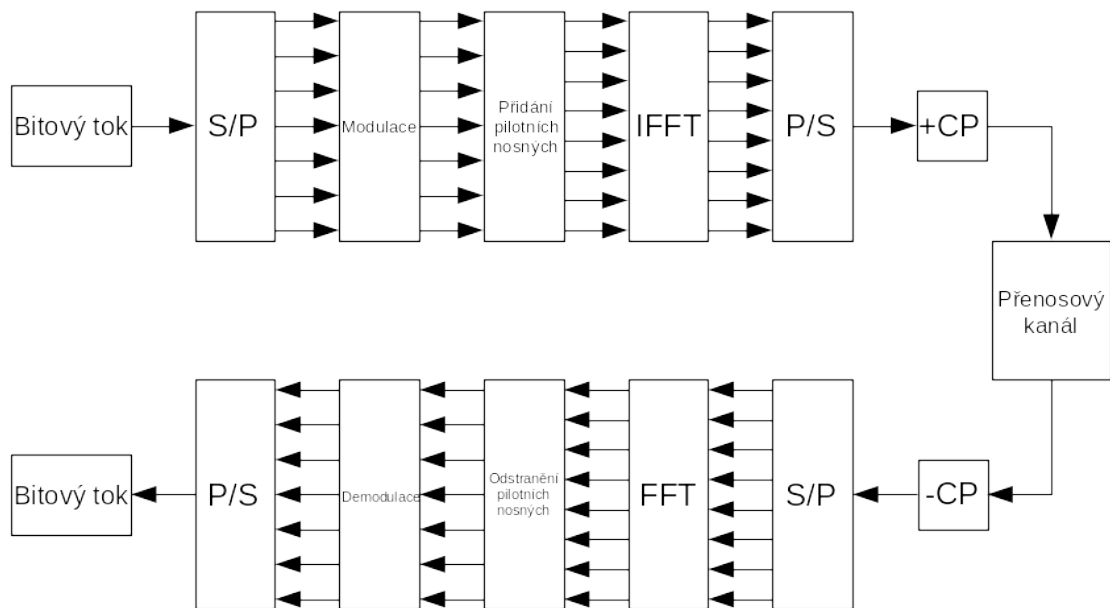 Bitový tok
S/P
Modulace
Přidání
pilotních
nosných
IFFT
P/S
+CP
Přenosový
kanál
Bitový tok
P/S
Demodulace
Odstranění
pilotních
nosných
FFT
S/P
-CP